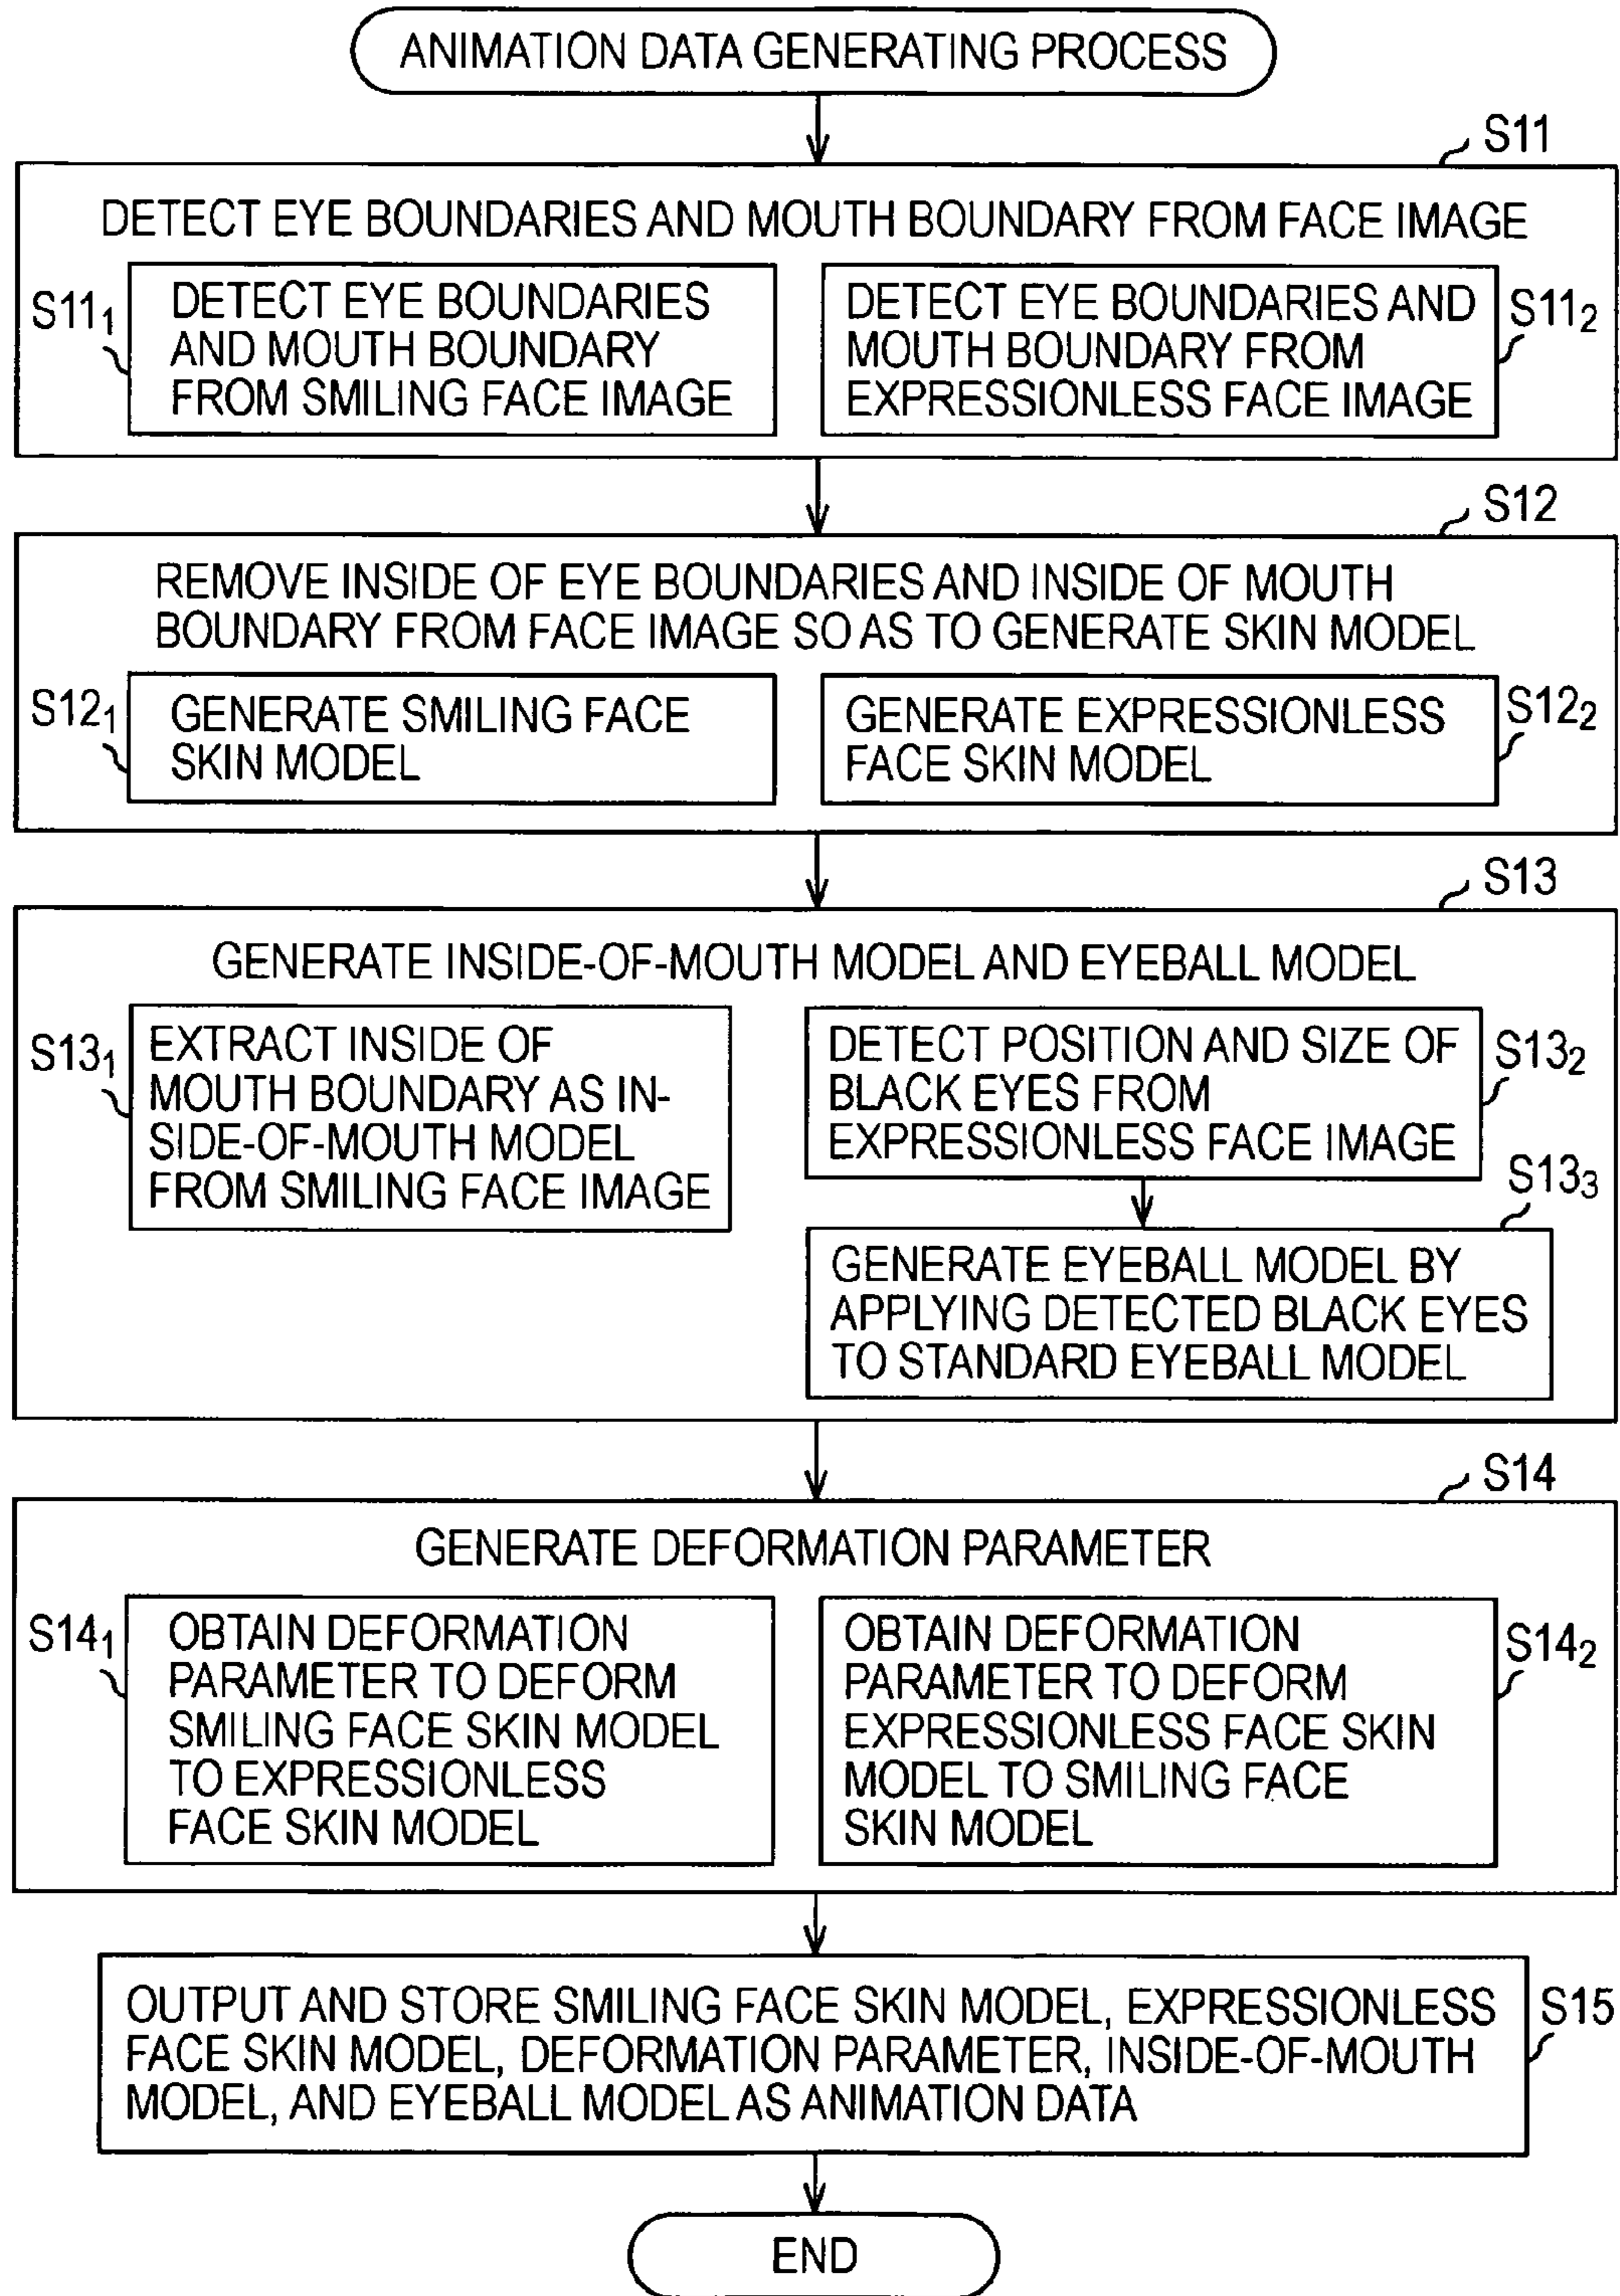 ANIMATION DATA GENERATING PROCESS
S11
DETECT EYE BOUNDARIES AND MOUTH BOUNDARY FROM FACE IMAGE
S11₁
DETECT EYE BOUNDARIES
AND MOUTH BOUNDARY
FROM SMILING FACE IMAGE
DETECT EYE BOUNDARIES AND
MOUTH BOUNDARY FROM
EXPRESSIONLESS FACE IMAGE
S11₂
S12
REMOVE INSIDE OF EYE BOUNDARIES AND INSIDE OF MOUTH
BOUNDARY FROM FACE IMAGE SO AS TO GENERATE SKIN MODEL
S12₁
GENERATE SMILING FACE
SKIN MODEL
GENERATE EXPRESSIONLESS
FACE SKIN MODEL
S12₂
S13
GENERATE INSIDE-OF-MOUTH MODEL AND EYEBALL MODEL
S13₁
EXTRACT INSIDE OF
MOUTH BOUNDARY AS IN-
SIDE-OF-MOUTH MODEL
FROM SMILING FACE IMAGE
DETECT POSITION AND SIZE OF
BLACK EYES FROM
EXPRESSIONLESS FACE IMAGE
S13₂
S13₃
GENERATE EYEBALL MODEL BY
APPLYING DETECTED BLACK EYES
TO STANDARD EYEBALL MODEL
S14
GENERATE DEFORMATION PARAMETER
S14₁
OBTAIN DEFORMATION
PARAMETER TO DEFORM
SMILING FACE SKIN MODEL
TO EXPRESSIONLESS
FACE SKIN MODEL
OBTAIN DEFORMATION
PARAMETER TO DEFORM
EXPRESSIONLESS FACE SKIN
MODEL TO SMILING FACE
SKIN MODEL
S14₂
OUTPUT AND STORE SMILING FACE SKIN MODEL, EXPRESSIONLESS
FACE SKIN MODEL, DEFORMATION PARAMETER, INSIDE-OF-MOUTH
MODEL, AND EYEBALL MODEL AS ANIMATION DATA
S15
END